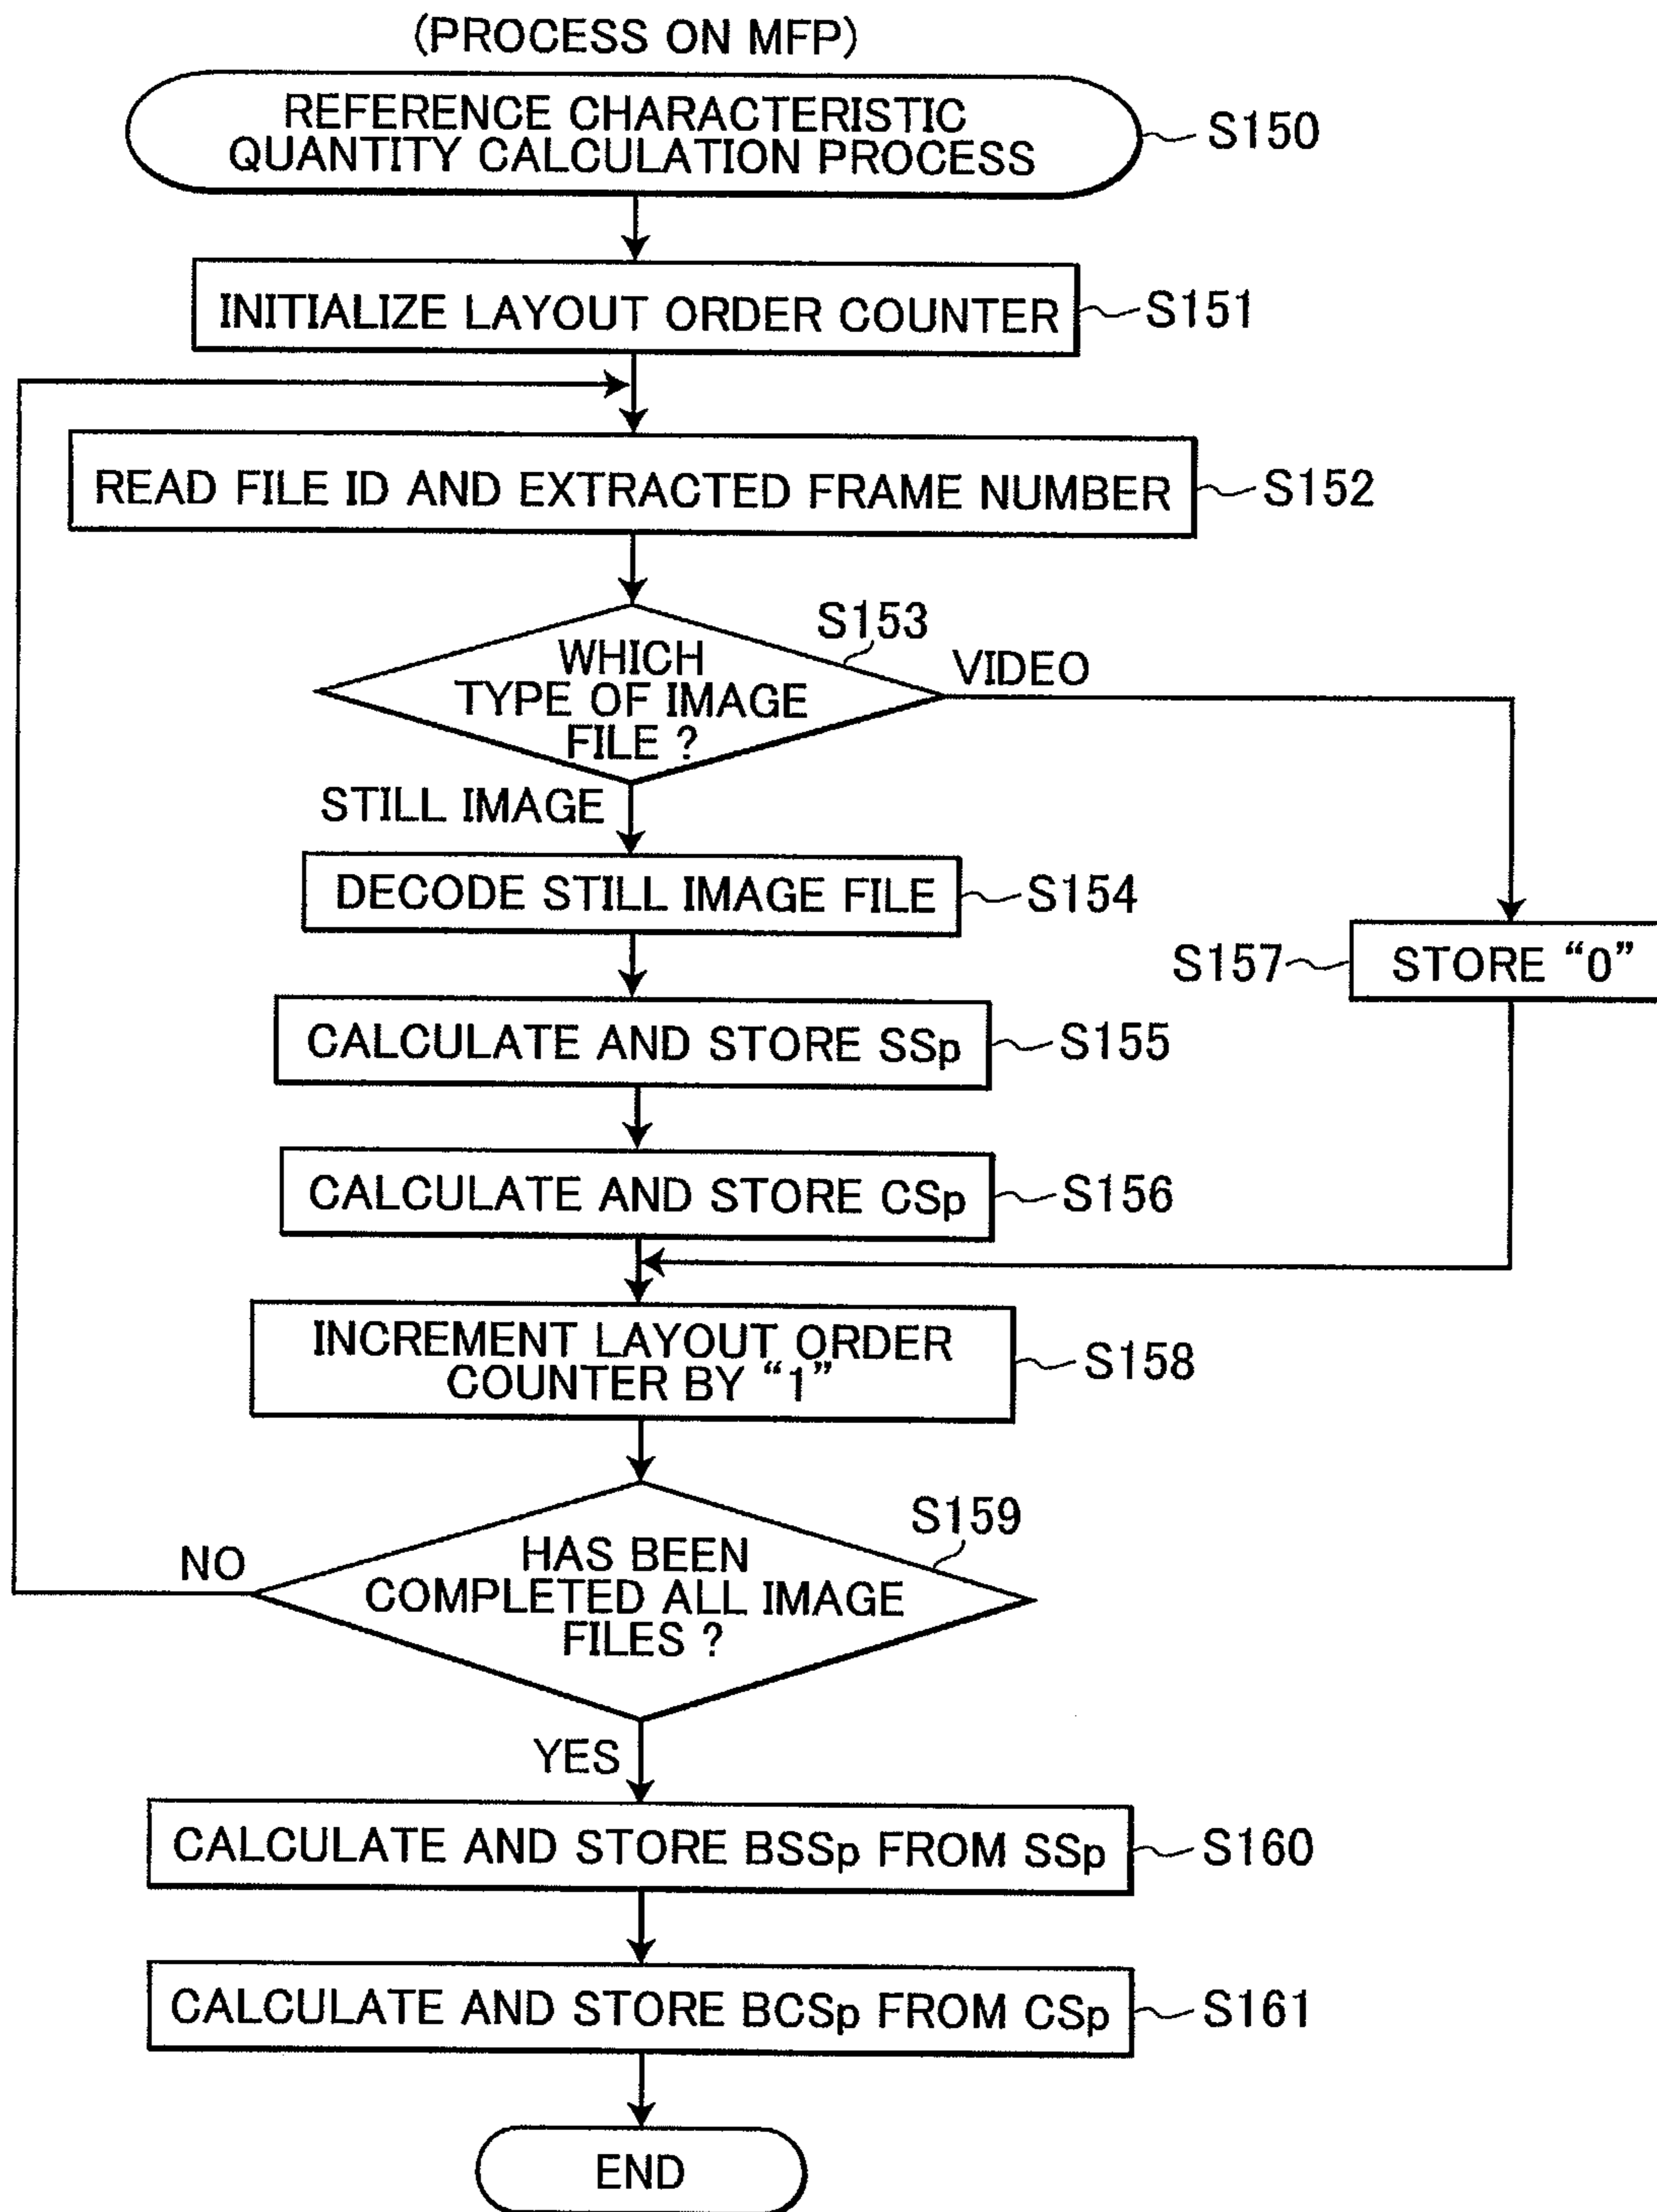 (PROCESS ON MFP)
REFERENCE CHARACTERISTIC
QUANTITY CALCULATION PROCESS
S150
INITIALIZE LAYOUT ORDER COUNTER
S151
READ FILE ID AND EXTRACTED FRAME NUMBER
S152
S153
WHICH
TYPE OF IMAGE
FILE ?
VIDEO
STILL IMAGE
DECODE STILL IMAGE FILE
S154
S157
STORE “0”
CALCULATE AND STORE SSp
S155
CALCULATE AND STORE CSp
S156
INCREMENT LAYOUT ORDER
COUNTER BY “1”
S158
S159
NO
HAS BEEN
COMPLETED ALL IMAGE
FILES ?
YES
CALCULATE AND STORE BSSp FROM SSp
S160
CALCULATE AND STORE BCSp FROM CSp
S161
END